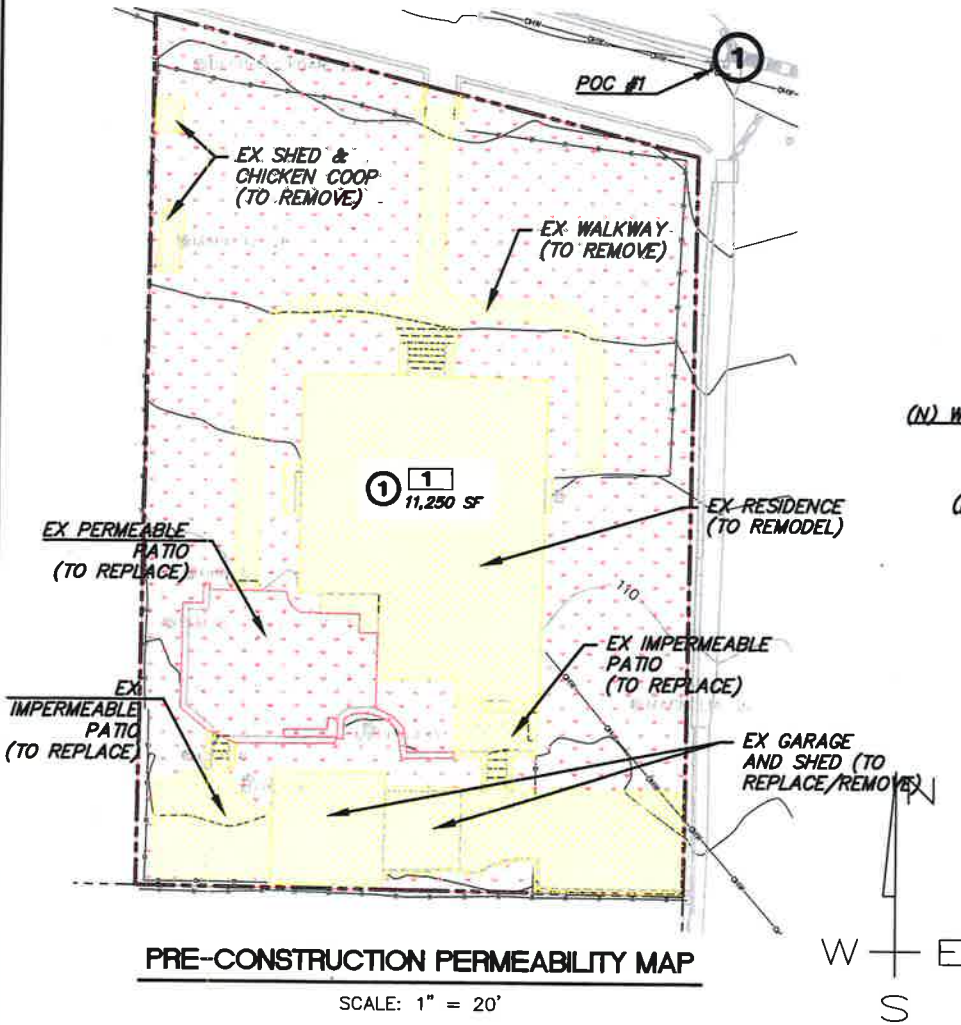 1
POC #1
EX SHED &
CHICKEN COOP
(TO REMOVE)
EX WALKWAY
(TO REMOVE)
(N) W
1 1
11,250 SF
EX RESIDENCE
(TO REMODEL)
EX PERMEABLE
PATIO
(TO REPLACE)
110
EX IMPERMEABLE
PATIO
(TO REPLACE)
EX
IMPERMEABLE
PATIO
(TO REPLACE)
EX GARAGE
AND SHED (TO
REPLACE/REMOVE)
N
W E
S
PRE-CONSTRUCTION PERMEABILITY MAP
SCALE: 1" = 20'